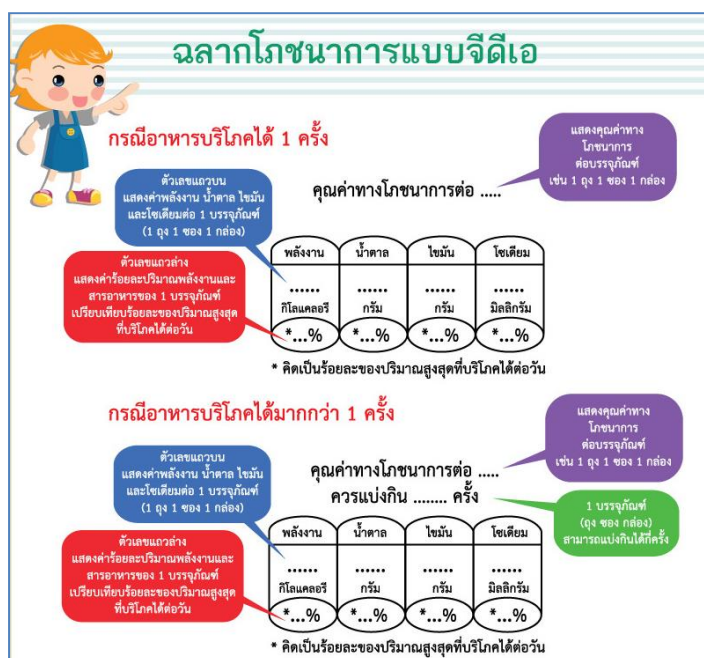 ฉลากโภชนาการแบบจีดีเอ
กรณีอาหารบริโภคได้ 1 ครั้ง
แสดงคุณค่าทาง
โภชนาการ
ต่อบรรจุภัณฑ์
เช่น 1 ถุง 1 ซอง 1 กล่อง
ตัวเลขแถวบน
แสดงค่าพลังงาน น้ำตาล ไขมัน
และโซเดียมต่อ 1 บรรจุภัณฑ์
(1 ถุง 1 ซอง 1 กล่อง)
คุณค่าทางโภชนาการต่อ .....
ตัวเลขแถวล่าง
แสดงค่าร้อยละปริมาณพลังงานและ
สารอาหารของ 1 บรรจุภัณฑ์
เปรียบเทียบร้อยละของปริมาณสูงสุด
ที่บริโภคได้ต่อวัน
พลังงาน น้ำตาล ไขมัน โซเดียม
...... ...... ...... ......
กิโลแคลอรี กรัม กรัม มิลลิกรัม
*...% *...% *...% *...%
* คิดเป็นร้อยละของปริมาณสูงสุดที่บริโภคได้ต่อวัน
กรณีอาหารบริโภคได้มากกว่า 1 ครั้ง
แสดงคุณค่าทาง
โภชนาการ
ต่อบรรจุภัณฑ์
เช่น 1 ถุง 1 ซอง 1 กล่อง
ตัวเลขแถวบน
แสดงค่าพลังงาน น้ำตาล ไขมัน
และโซเดียมต่อ 1 บรรจุภัณฑ์
(1 ถุง 1 ซอง 1 กล่อง)
คุณค่าทางโภชนาการต่อ .....
ควรแบ่งกิน ........ ครั้ง
1 บรรจุภัณฑ์
(ถุง ซอง กล่อง)
สามารถแบ่งกินได้กี่ครั้ง
ตัวเลขแถวล่าง
แสดงค่าร้อยละปริมาณพลังงานและ
สารอาหารของ 1 บรรจุภัณฑ์
เปรียบเทียบร้อยละของปริมาณสูงสุด
ที่บริโภคได้ต่อวัน
พลังงาน น้ำตาล ไขมัน โซเดียม
...... ...... ...... ......
กิโลแคลอรี กรัม กรัม มิลลิกรัม
*...% *...% *...% *...%
* คิดเป็นร้อยละของปริมาณสูงสุดที่บริโภคได้ต่อวัน